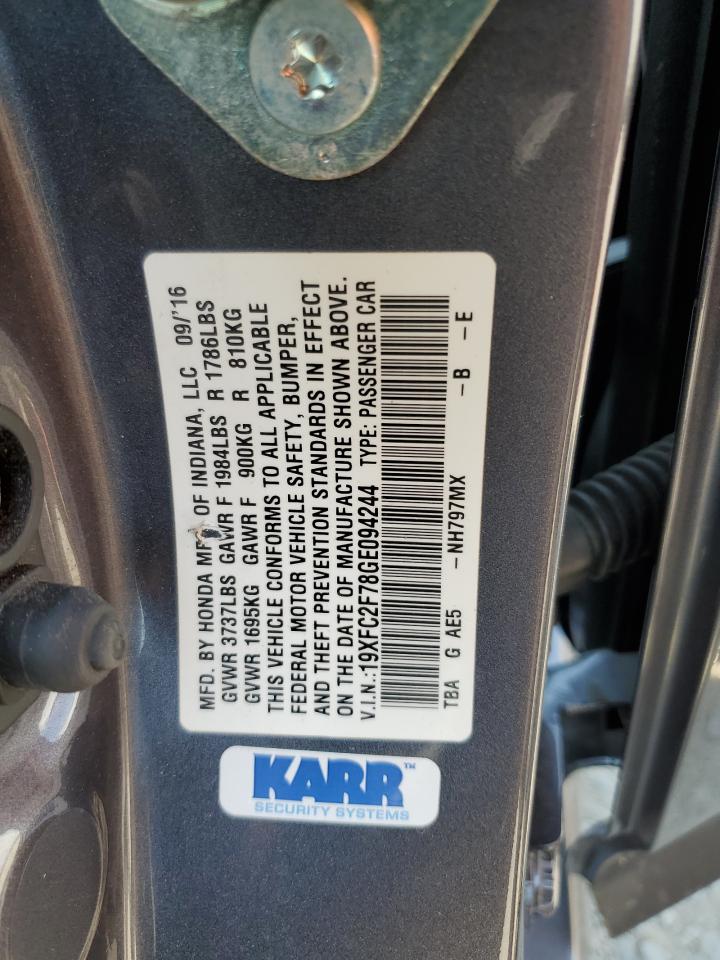 MFD. BY HONDA MFG OF INDIANA, LLC 09/'16
GVWR 3737LBS GAWR F 1984LBS R 1786LBS
GVWR 1695KG GAWR F 900KG R 810KG
THIS VEHICLE CONFORMS TO ALL APPLICABLE
FEDERAL MOTOR VEHICLE SAFETY, BUMPER,
AND THEFT PREVENTION STANDARDS IN EFFECT
ON THE DATE OF MANUFACTURE SHOWN ABOVE.
V.I.N.:19XFC2F78GE094244 TYPE: PASSENGER CAR
TBA G AE5 -NH797MX -B -E
KARR™
SECURITY SYSTEMS